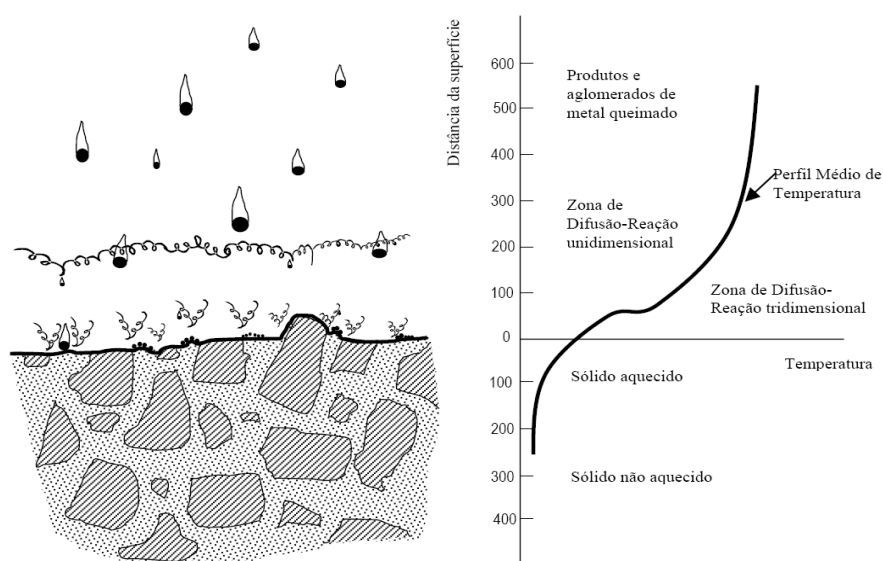 Distância da superfície
600
500
400
300
200
100
0
100
200
300
400
Produtos e
aglomerados de
metal queimado
Perfil Médio de
Temperatura
Zona de
Difusão-Reação
unidimensional
Zona de Difusão-
Reação tridimensional
Temperatura
Sólido aquecido
Sólido não aquecido